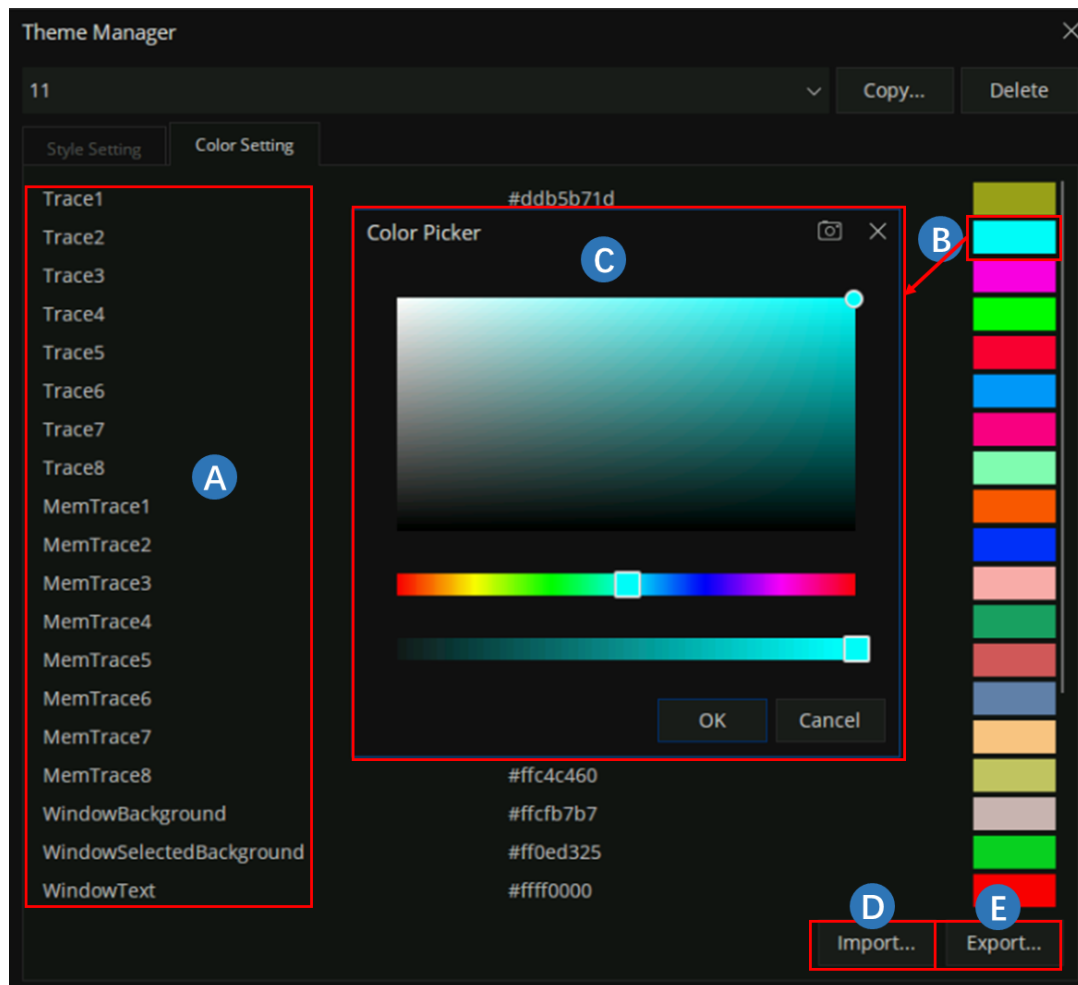 Theme Manager
11 Copy... Delete
Style Setting Color Setting
Trace1 #ddb5b71d
Trace2
Trace3
Trace4
Trace5
Trace6
Trace7
Trace8
MemTrace1
MemTrace2
MemTrace3
MemTrace4
MemTrace5
MemTrace6
MemTrace7
MemTrace8 #ffc4c460
WindowBackground #ffcfb7b7
WindowSelectedBackground #ff0ed325
WindowText #ffff0000
A
Color Picker
C
OK Cancel
B
D E
Import... Export...